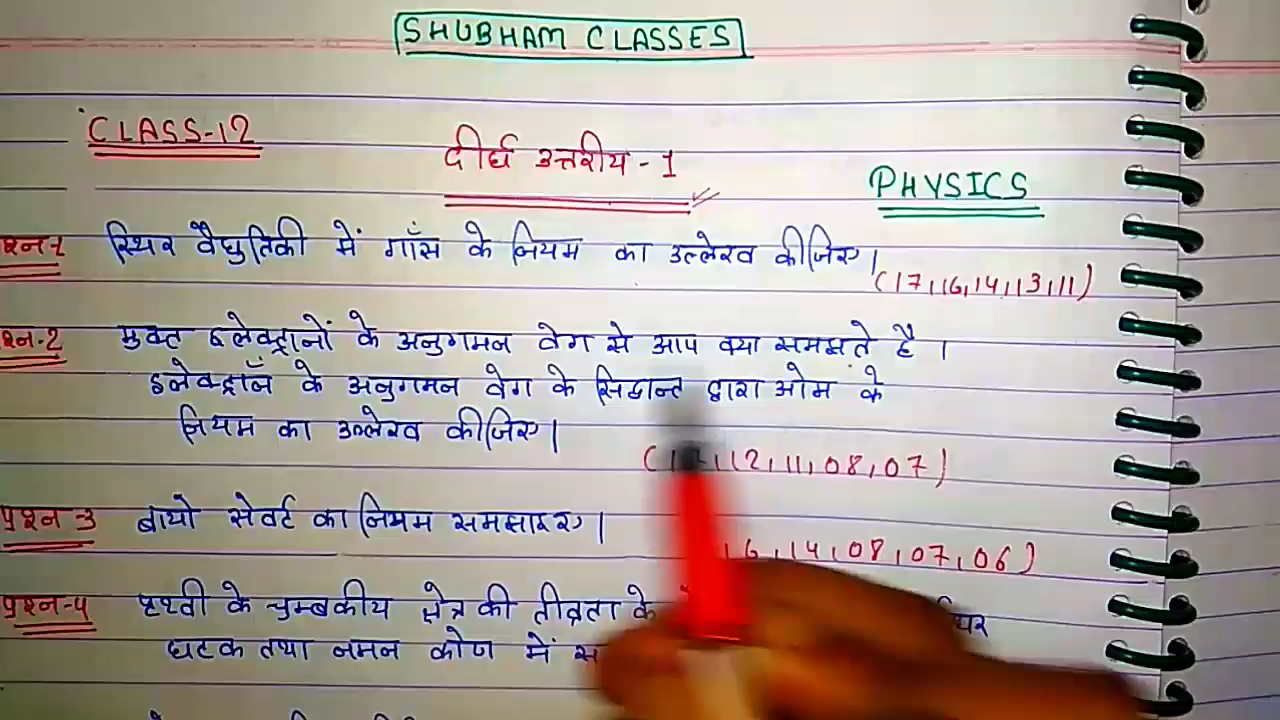 SHUBHAM CLASSES
CLASS-12
दीर्घ उत्तरीय - 1
PHYSICS
प्रश्न-1 स्थिर वैद्युतिकी में गाँस के नियम का उल्लेख कीजिए।
(17,16,14,13,11)
प्रश्न-2 मुक्त इलेक्ट्रानों के अनुगमन वेग से आप क्या समझते है।
इलेक्ट्राॅन के अनुगमन वेग के सिद्धान्त द्वारा ओम के
नियम का उल्लेख कीजिए।
12,11,08,07)
प्रश्न-3 बायो सेवर्ट का नियम समझाइए।
14,08,07,06)
प्रश्न-4 पृथ्वी के चुम्बकीय क्षेत्र की तीव्रता के
घटक तथा नमन कोण में